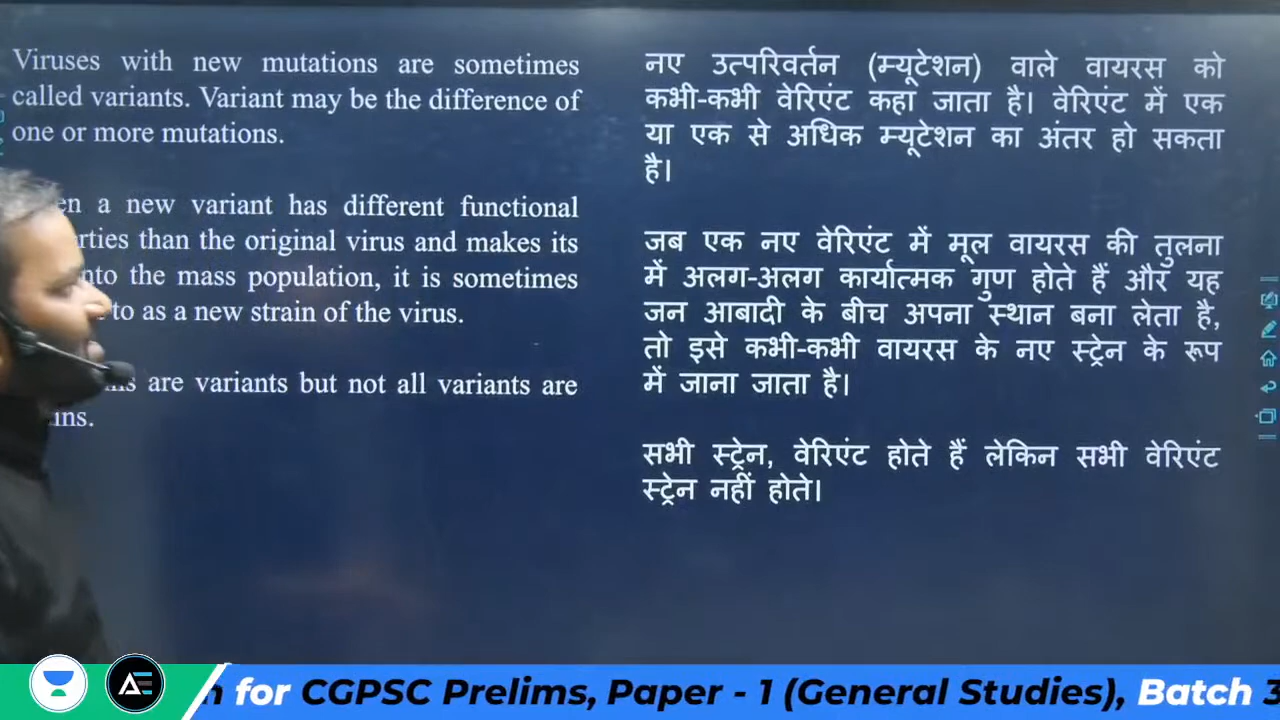 Viruses with new mutations are sometimes
called variants. Variant may be the difference of
one or more mutations.
a new variant has different functional
than the original virus and makes its
the mass population, it is sometimes
to as a new strain of the virus.
are variants but not all variants are
नए उत्परिवर्तन (म्यूटेशन) वाले वायरस को
कभी-कभी वेरिएंट कहा जाता है। वेरिएंट में एक
या एक से अधिक म्यूटेशन का अंतर हो सकता
है।
जब एक नए वेरिएंट में मूल वायरस की तुलना
में अलग-अलग कार्यात्मक गुण होते हैं और यह
जन आबादी के बीच अपना स्थान बना लेता है,
तो इसे कभी-कभी वायरस के नए स्ट्रेन के रूप
में जाना जाता है।
सभी स्ट्रेन, वेरिएंट होते हैं लेकिन सभी वेरिएंट
स्ट्रेन नहीं होते।
for CGPSC Prelims, Paper - 1 (General Studies), Batch 3